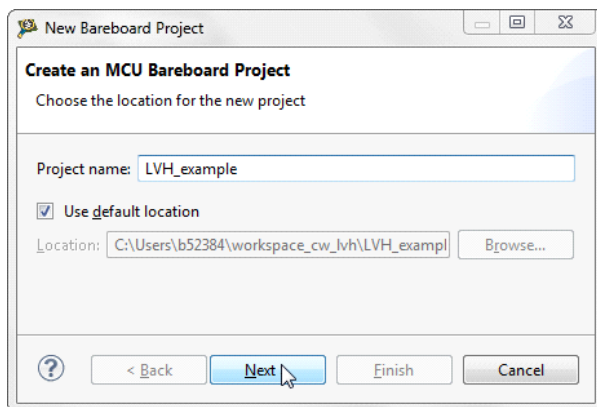 New Bareboard Project
Create an MCU Bareboard Project
Choose the location for the new project
Project name: LVH_example
Use default location
Location: C:\Users\b52384\workspace_cw_lvh\LVH_exampl Browse...
? < Back Next Finish Cancel